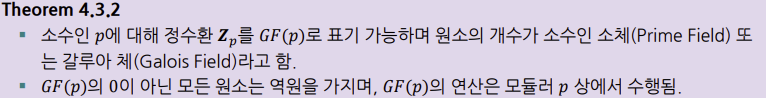 Theorem 4.3.2
▪ 소수인 𝑝에 대해 정수환 𝒁𝑝를 𝐺𝐹(𝑝)로 표기 가능하며 원소의 개수가 소수인 소체(Prime Field) 또
는 갈루아 체(Galois Field)라고 함.
▪ 𝐺𝐹(𝑝)의 0이 아닌 모든 원소는 역원을 가지며, 𝐺𝐹(𝑝)의 연산은 모듈러 𝑝 상에서 수행됨.